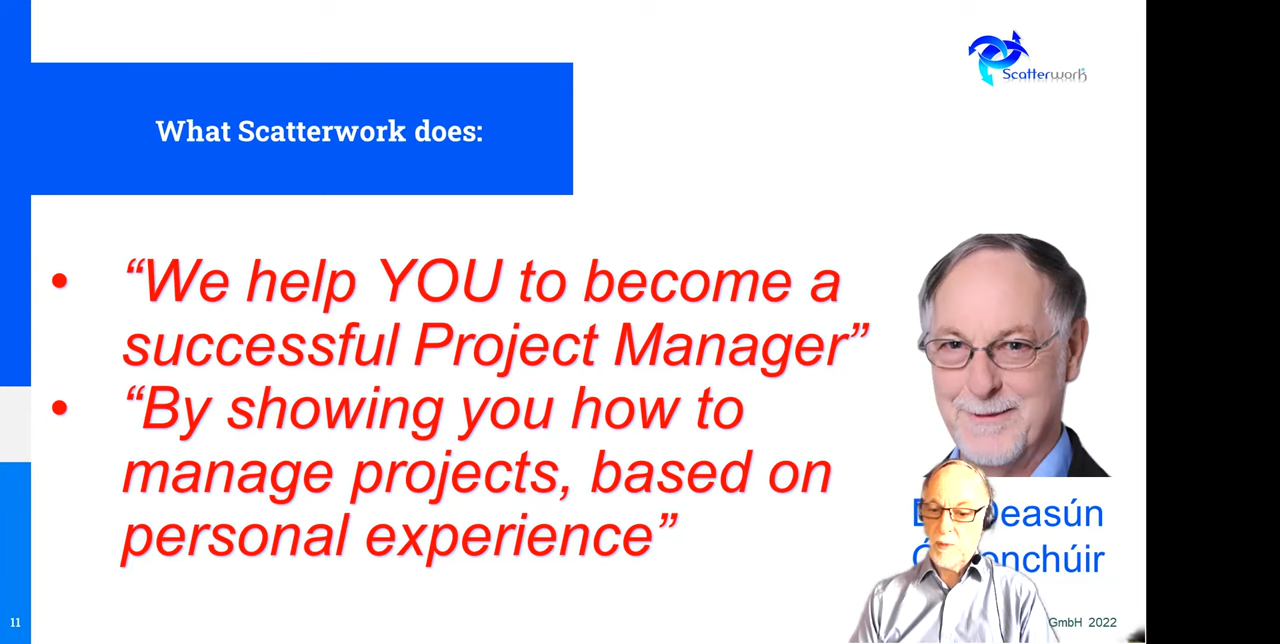 Scatterwork
What Scatterwork does:
• “We help YOU to become a
successful Project Manager”
• “By showing you how to
manage projects, based on
personal experience”
11
GmbH 2022